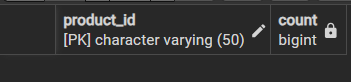 product_id count
[PK] character varying (50) bigint